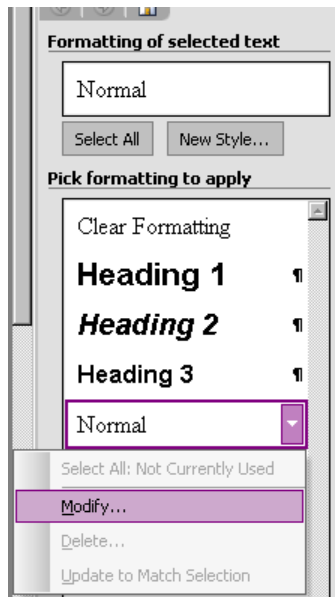 Formatting of selected text
Normal
Select All New Style...
Pick formatting to apply
Clear Formatting
Heading 1 ¶
Heading 2 ¶
Heading 3 ¶
Normal
Select All: Not Currently Used
Modify...
Delete...
Update to Match Selection